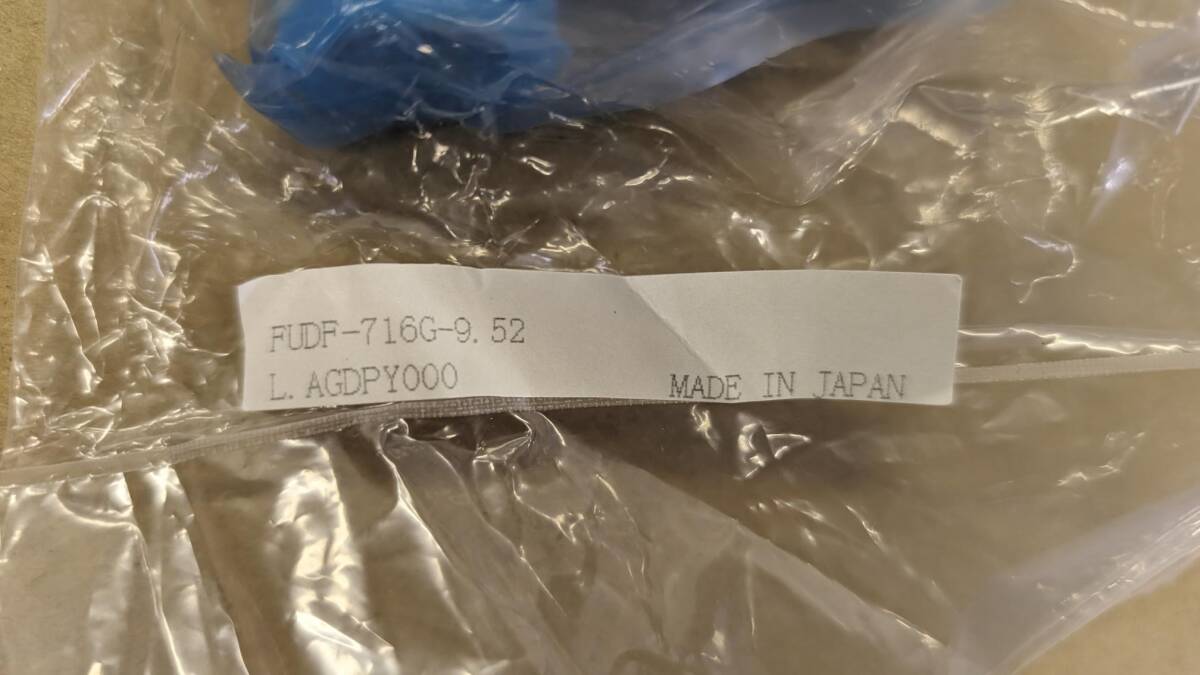 FUDF-716G-9.52
L.AGDPY000
MADE IN JAPAN